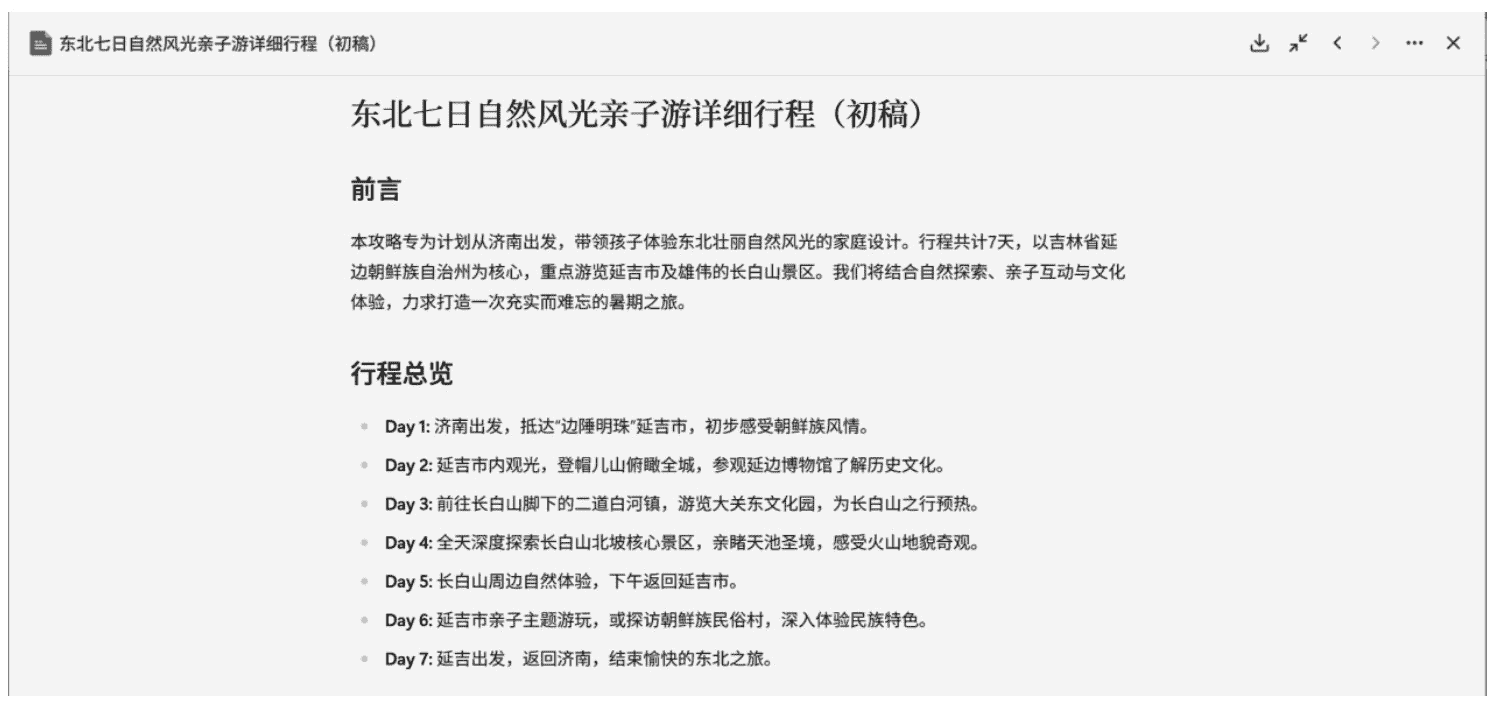 东北七日自然风光亲子游详细行程（初稿）
东北七日自然风光亲子游详细行程（初稿）
前言
本攻略专为计划从济南出发，带领孩子体验东北壮丽自然风光的家庭设计。行程共计7天，以吉林省延
边朝鲜族自治州为核心，重点游览延吉市及雄伟的长白山景区。我们将结合自然探索、亲子互动与文化
体验，力求打造一次充实而难忘的暑期之旅。
行程总览
Day 1: 济南出发，抵达“边陲明珠”延吉市，初步感受朝鲜族风情。
Day 2: 延吉市内观光，登帽儿山俯瞰全城，参观延边博物馆了解历史文化。
Day 3: 前往长白山脚下的二道白河镇，游览大关东文化园，为长白山之行预热。
Day 4: 全天深度探索长白山北坡核心景区，亲睹天池圣境，感受火山地貌奇观。
Day 5: 长白山周边自然体验，下午返回延吉市。
Day 6: 延吉市亲子主题游玩，或探访朝鲜族民俗村，深入体验民族特色。
Day 7: 延吉出发，返回济南，结束愉快的东北之旅。